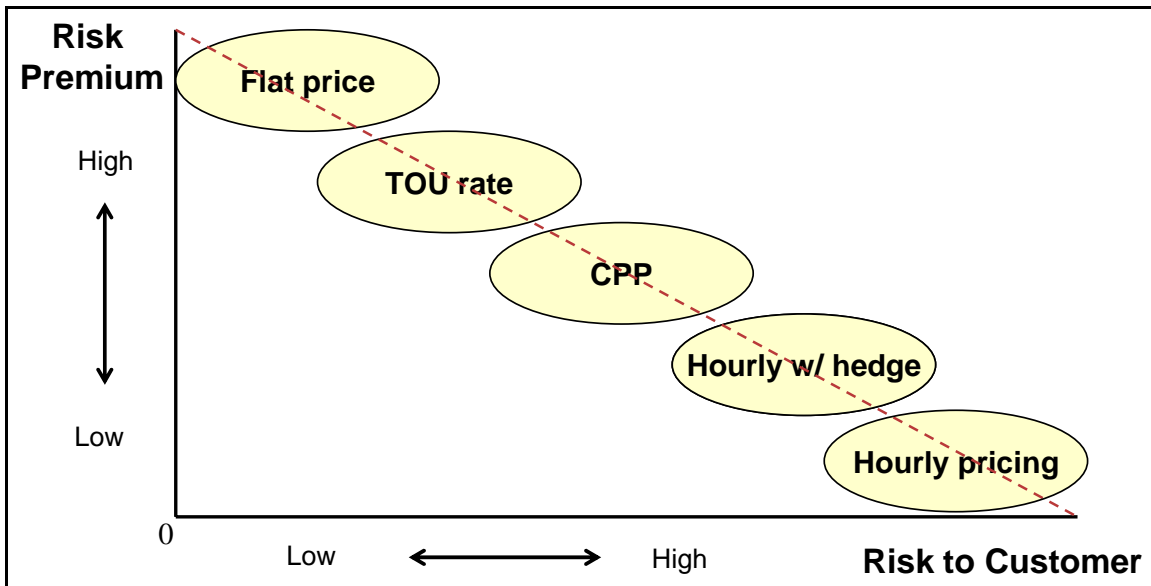 Risk
Premium
Flat price
High
TOU rate
CPP
Hourly w/ hedge
Low
Hourly pricing
0
Low
High
Risk to Customer